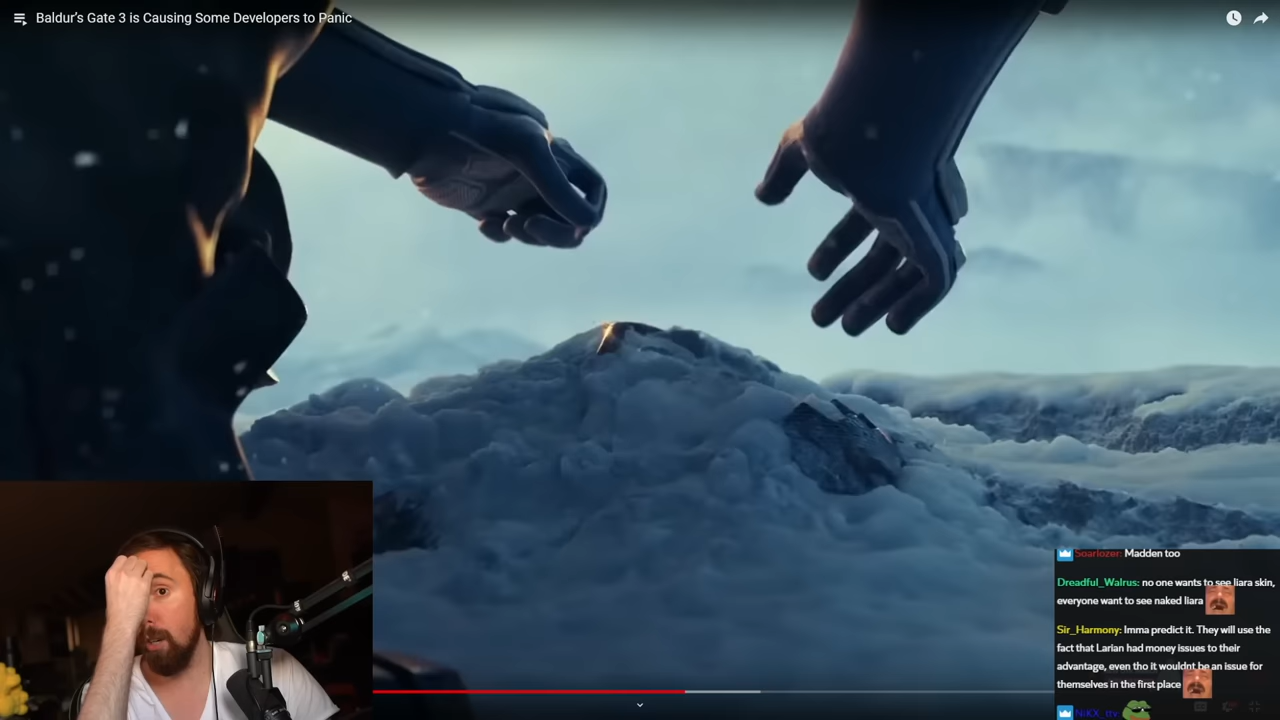 Baldur's Gate 3 is Causing Some Developers to Panic
Soarlozer: Madden too
Dreadful_Walrus: no one wants to see liara skin,
everyone want to see naked liara
Sir_Harmony: Imma predict it. They will use the
fact that Larian had money issues to their
advantage, even tho it wouldnt be an issue for
themselves in the first place